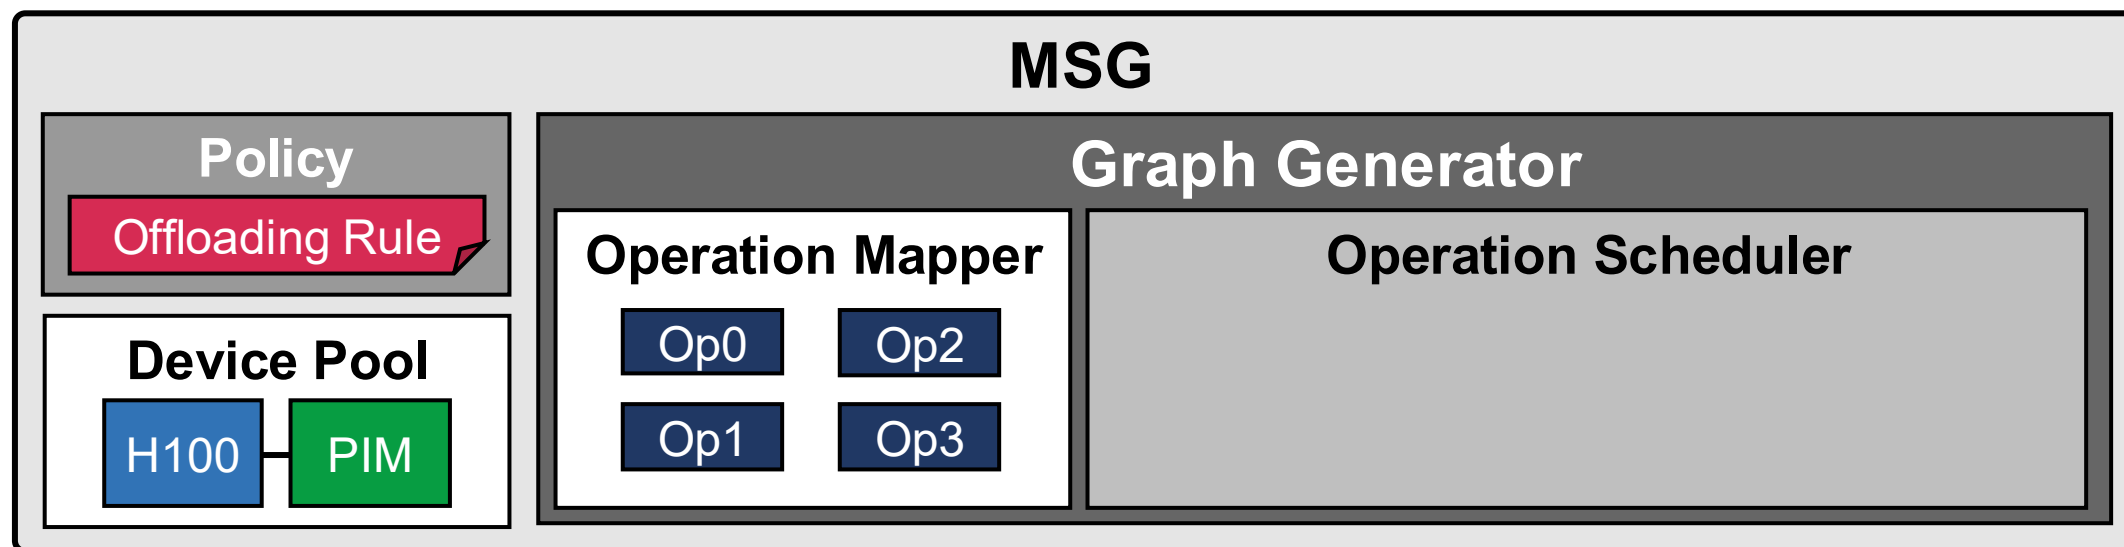 MSG
Policy
Offloading Rule
Device Pool
H100
PIM
Graph Generator
Operation Mapper
Op0
Op2
Op1
Op3
Operation Scheduler